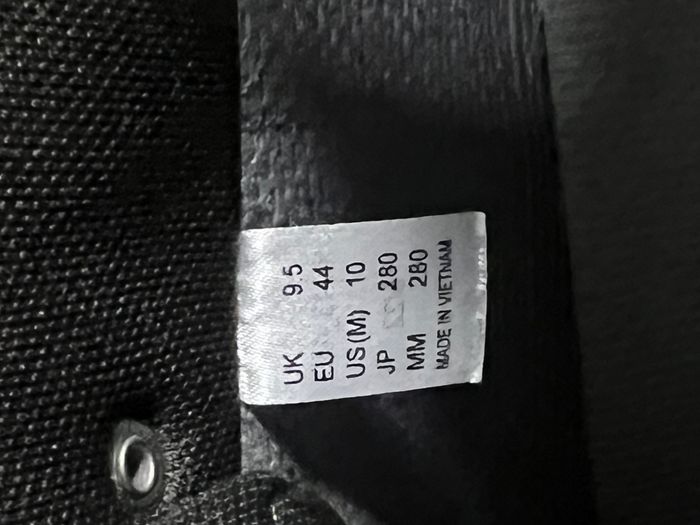 UK 9.5
EU 44
US(M) 10
JP 280
MM 280
MADE IN VIETNAM